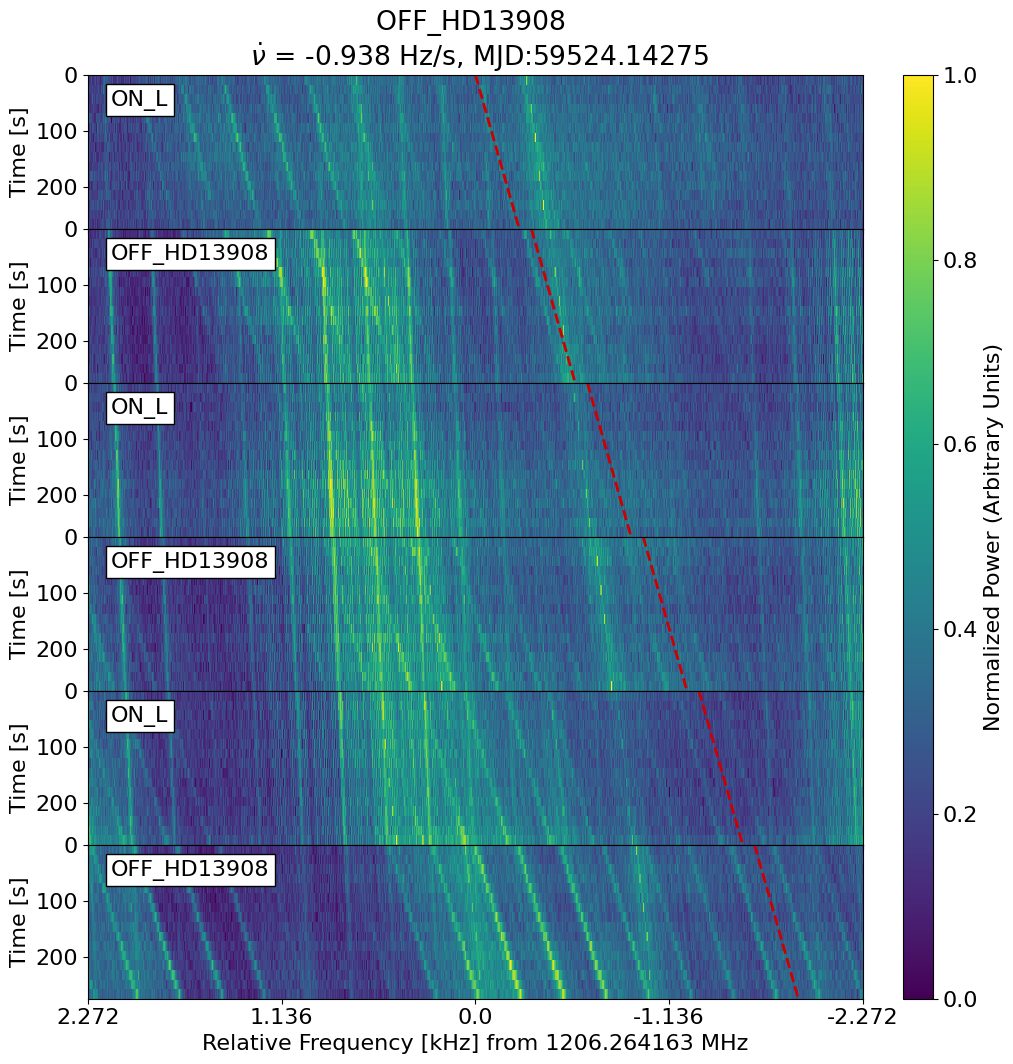 OFF_HD13908
ν̇ = -0.938 Hz/s, MJD:59524.14275
ON_L
OFF_HD13908
ON_L
OFF_HD13908
ON_L
OFF_HD13908
Time [s]
0
100
200
Time [s]
0
100
200
Time [s]
0
100
200
Time [s]
0
100
200
Time [s]
0
100
200
Time [s]
0
100
200
2.272 1.136 0.0 -1.136 -2.272
Relative Frequency [kHz] from 1206.264163 MHz
1.0
0.8
0.6
0.4
0.2
0.0
Normalized Power (Arbitrary Units)